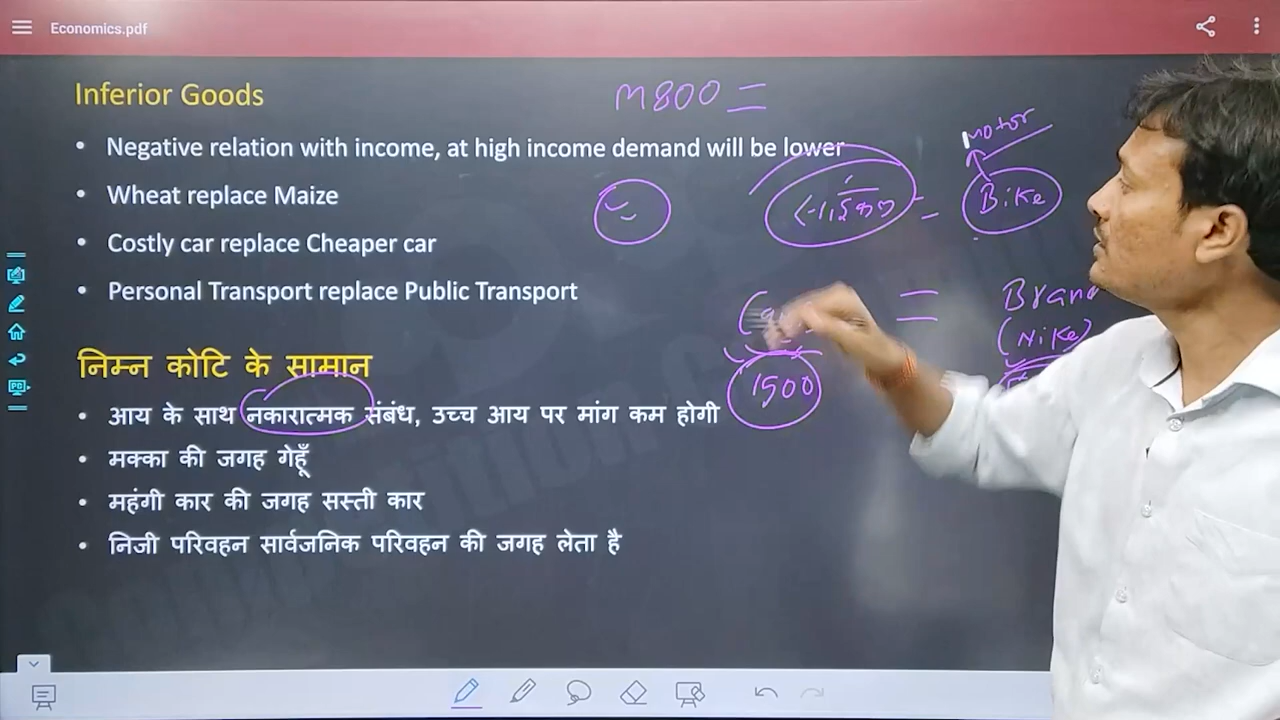 Economics.pdf
Inferior Goods
M800 =
• Negative relation with income, at high income demand will be lower
Motor
• Wheat replace Maize
साइकिल - Bike
• Costly car replace Cheaper car
• Personal Transport replace Public Transport
= Brand
(Nike)
1500
निम्न कोटि के सामान
• आय के साथ नकारात्मक संबंध, उच्च आय पर मांग कम होगी
• मक्का की जगह गेहूँ
• महंगी कार की जगह सस्ती कार
• निजी परिवहन सार्वजनिक परिवहन की जगह लेता है